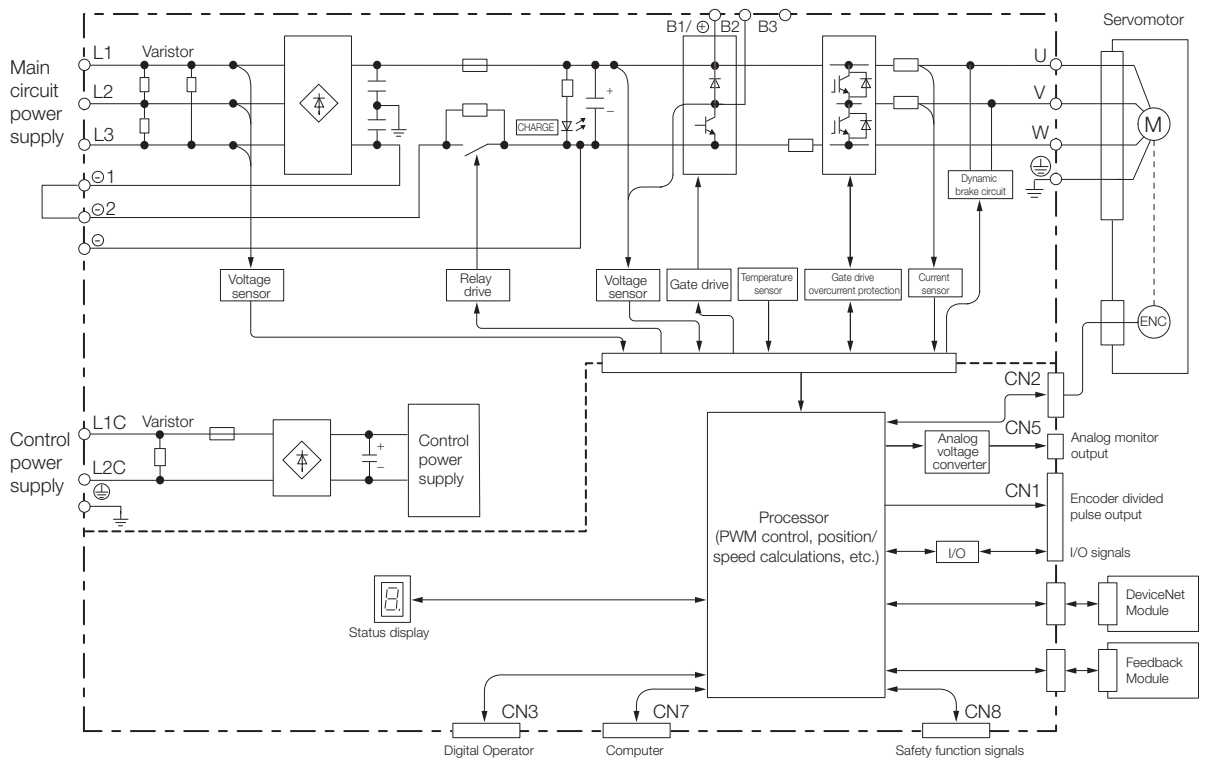 B1/ ⊕ B2 B3
Servomotor
Main
circuit
power
supply
L1
Varistor
L2
L3
⊖1
⊖2
⊖
CHARGE
+
–
U
V
W
M
Dynamic
brake circuit
Voltage
sensor
Relay
drive
Voltage
sensor
Gate drive
Temperature
sensor
Gate drive
overcurrent protection
Current
sensor
ENC
Control
power
supply
L1C
Varistor
L2C
+
–
Control
power
supply
CN2
CN5
Analog
voltage
converter
Analog monitor
output
CN1
Encoder divided
pulse output
Processor
(PWM control, position/
speed calculations, etc.)
I/O
I/O signals
8.
Status display
DeviceNet
Module
Feedback
Module
CN3
CN7
CN8
Digital Operator
Computer
Safety function signals